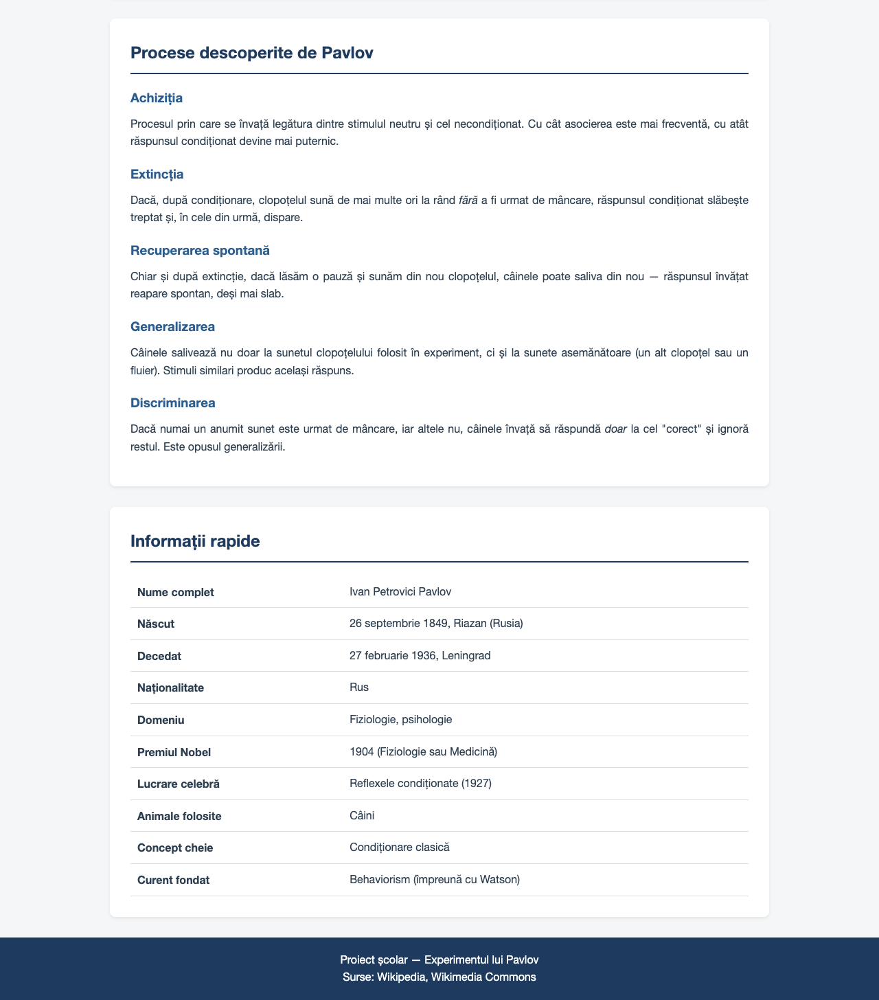 Procese descoperite de Pavlov
Achiziția
Procesul prin care se învață legătura dintre stimulul neutru și cel necondiționat. Cu cât asocierea este mai frecventă, cu atât
răspunsul condiționat devine mai puternic.
Extincția
Dacă, după condiționare, clopoțelul sună de mai multe ori la rând fără a fi urmat de mâncare, răspunsul condiționat slăbește
treptat și, în cele din urmă, dispare.
Recuperarea spontană
Chiar și după extincție, dacă lăsăm o pauză și sunăm din nou clopoțelul, câinele poate saliva din nou — răspunsul învățat
reapare spontan, deși mai slab.
Generalizarea
Câinele salivează nu doar la sunetul clopoțelului folosit în experiment, ci și la sunete asemănătoare (un alt clopoțel sau un
fluier). Stimuli similari produc același răspuns.
Discriminarea
Dacă numai un anumit sunet este urmat de mâncare, iar altele nu, câinele învață să răspundă doar la cel "corect" și ignoră
restul. Este opusul generalizării.
Informații rapide
Nume complet Ivan Petrovici Pavlov
Născut 26 septembrie 1849, Riazan (Rusia)
Decedat 27 februarie 1936, Leningrad
Naționalitate Rus
Domeniu Fiziologie, psihologie
Premiul Nobel 1904 (Fiziologie sau Medicină)
Lucrare celebră Reflexele condiționate (1927)
Animale folosite Câini
Concept cheie Condiționare clasică
Curent fondat Behaviorism (împreună cu Watson)
Proiect școlar — Experimentul lui Pavlov
Surse: Wikipedia, Wikimedia Commons